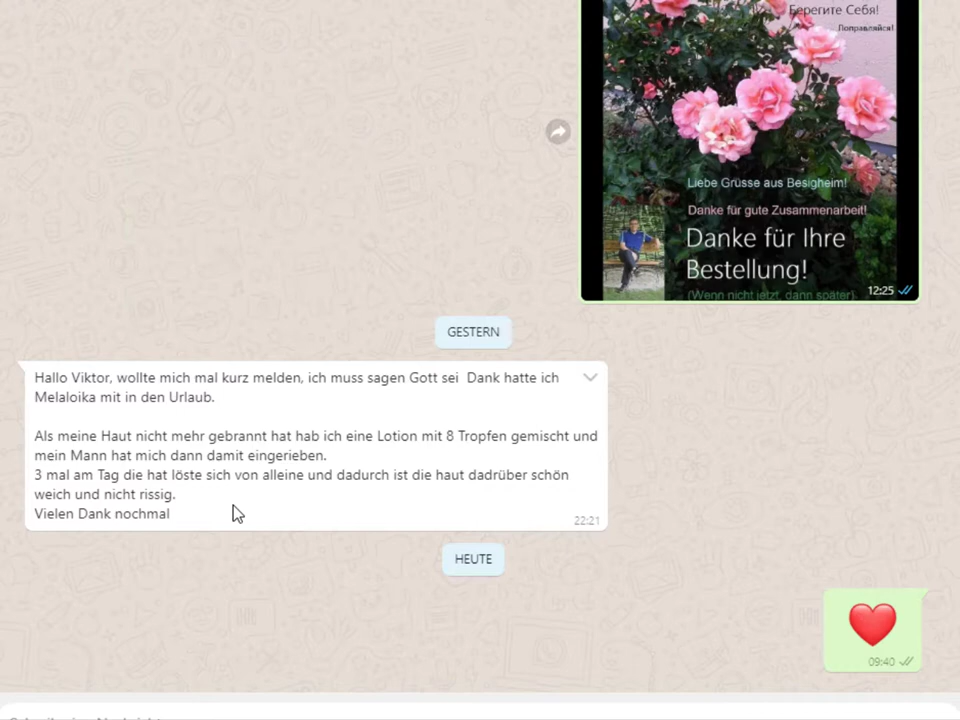 Берегите Себя!
Поправляйся!
Liebe Grüsse aus Besigheim!
Danke für gute Zusammenarbeit!
Danke für Ihre
Bestellung!
(Wenn nicht jetzt, dann später)
12:25
GESTERN
Hallo Viktor, wollte mich mal kurz melden, ich muss sagen Gott sei  Dank hatte ich
Melaloika mit in den Urlaub.
Als meine Haut nicht mehr gebrannt hat hab ich eine Lotion mit 8 Tropfen gemischt und
mein Mann hat mich dann damit eingerieben.
3 mal am Tag die hat löste sich von alleine und dadurch ist die haut dadrüber schön
weich und nicht rissig.
Vielen Dank nochmal
22:21
HEUTE
09:40